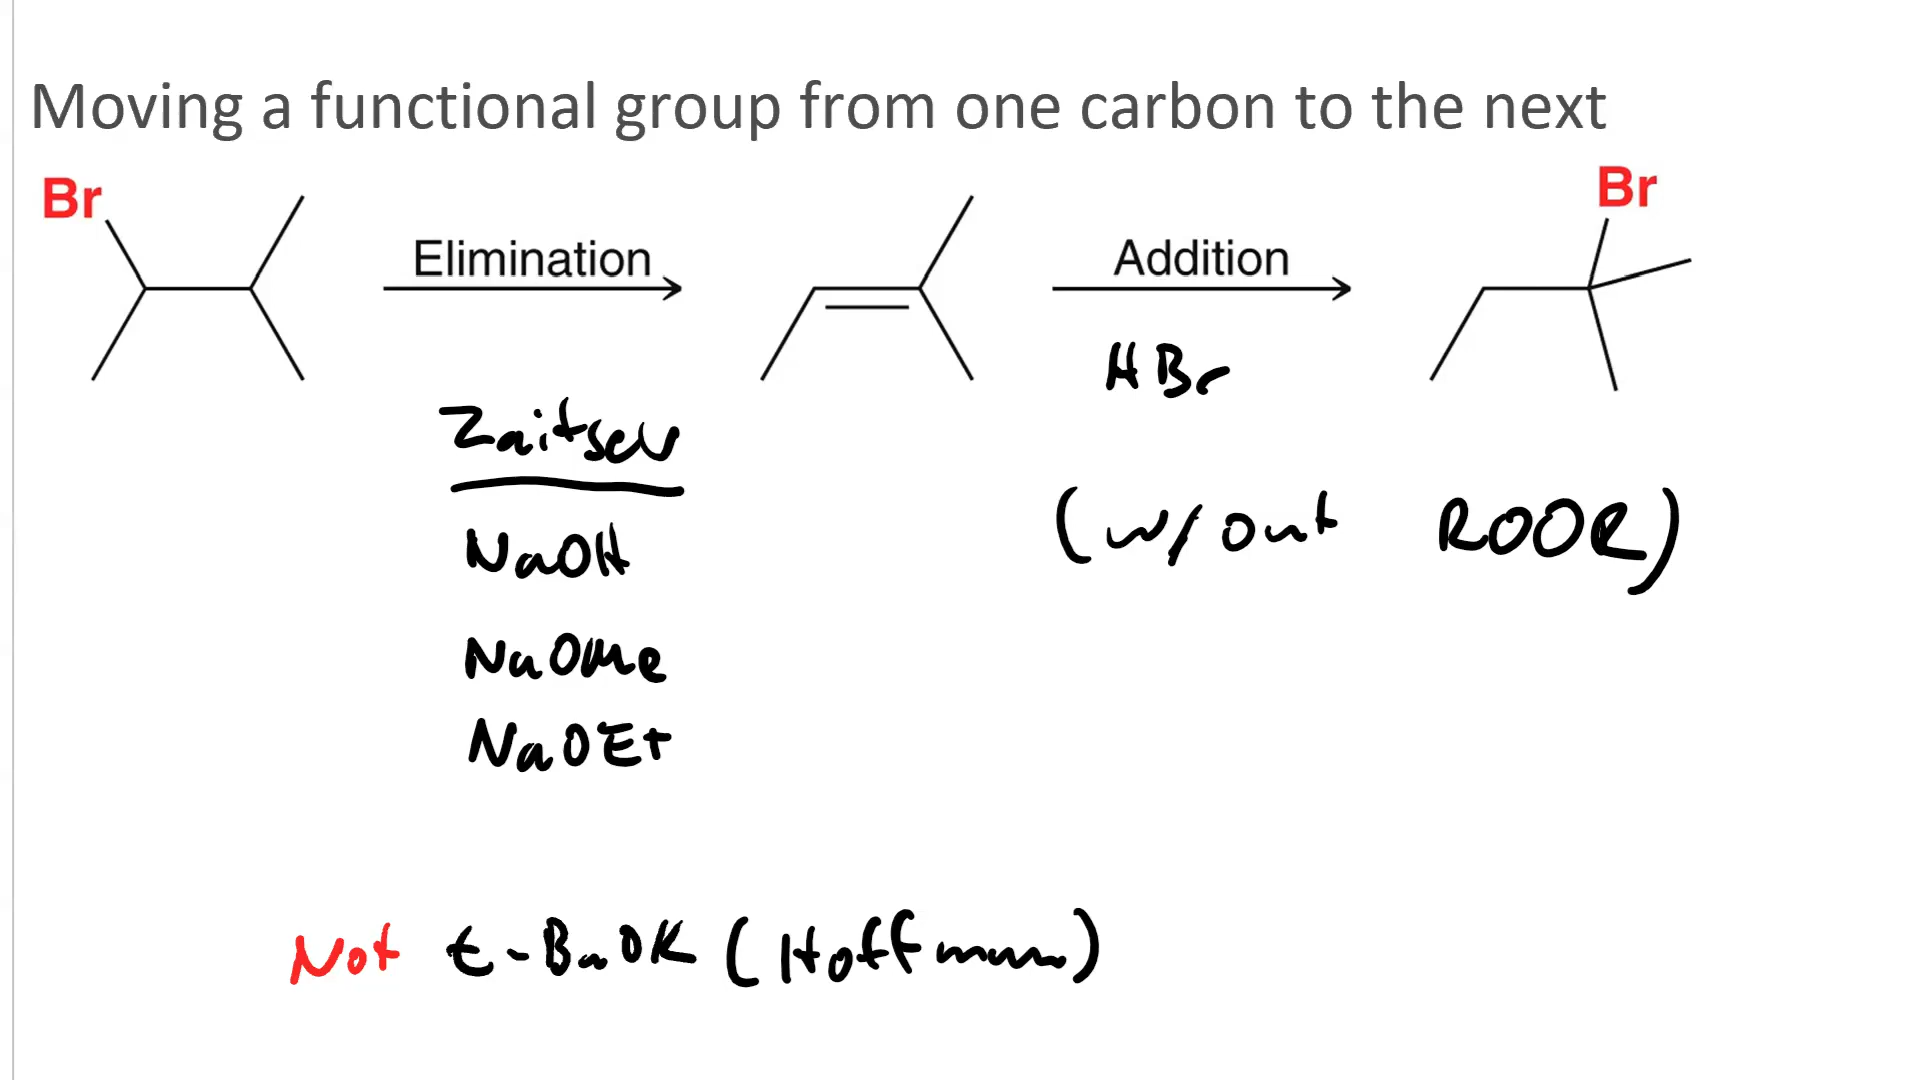 Moving a functional group from one carbon to the next
Br
Elimination
Addition
Br
HBr
Zaitsev
(w/out ROOR)
NaOH
NaOMe
NaOEt
Not t-BuOK (Hoffmann)